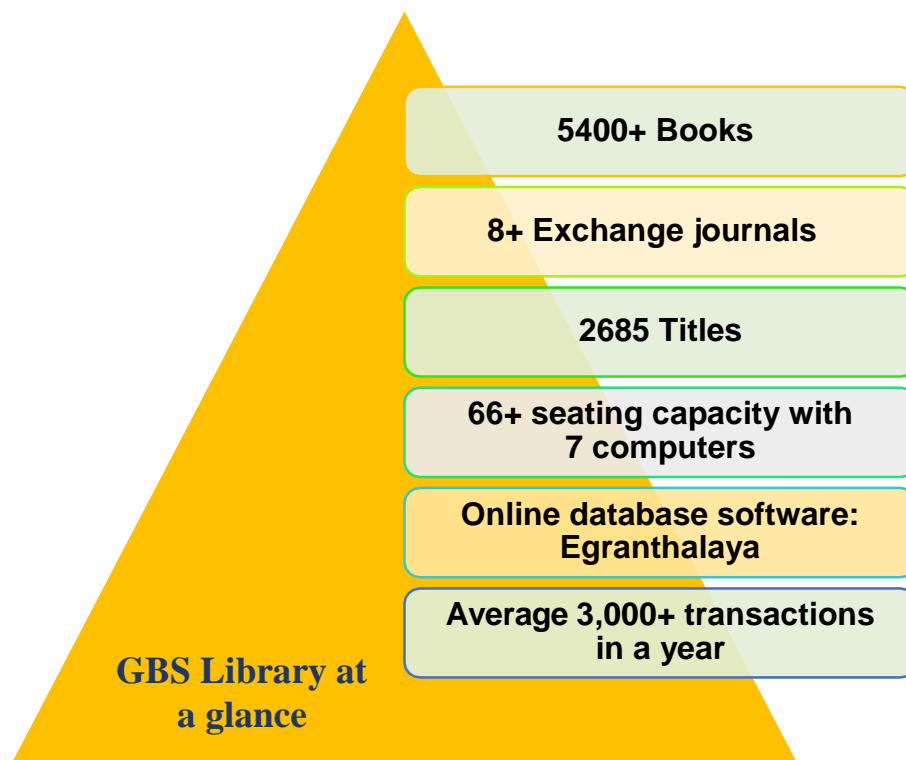 5400+ Books
8+ Exchange journals
2685 Titles
66+ seating capacity with
7 computers
Online database software:
Egranthalaya
Average 3,000+ transactions
in a year
GBS Library at
a glance